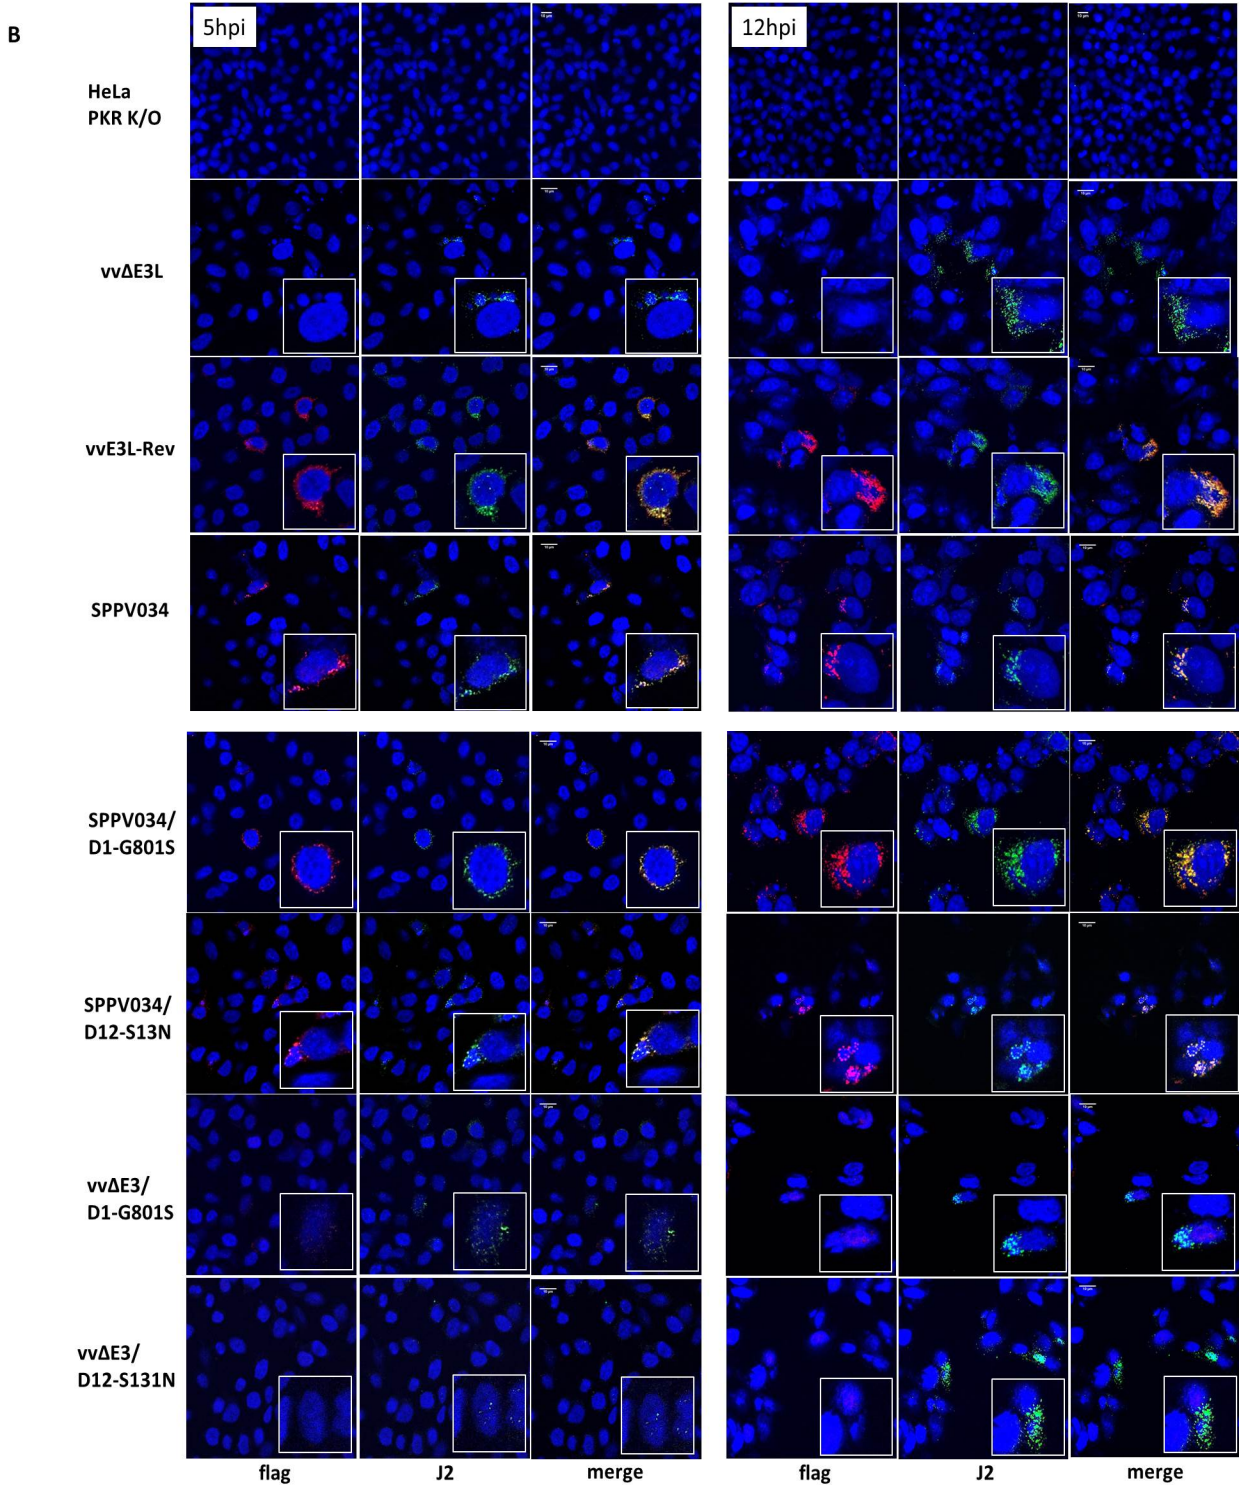 B
5hpi
12hpi
HeLa
PKR K/O
vvΔE3L
vvE3L-Rev
SPPV034
SPPV034/
D1-G801S
SPPV034/
D12-S13N
vvΔE3/
D1-G801S
vvΔE3/
D12-S131N
flag J2 merge flag J2 merge